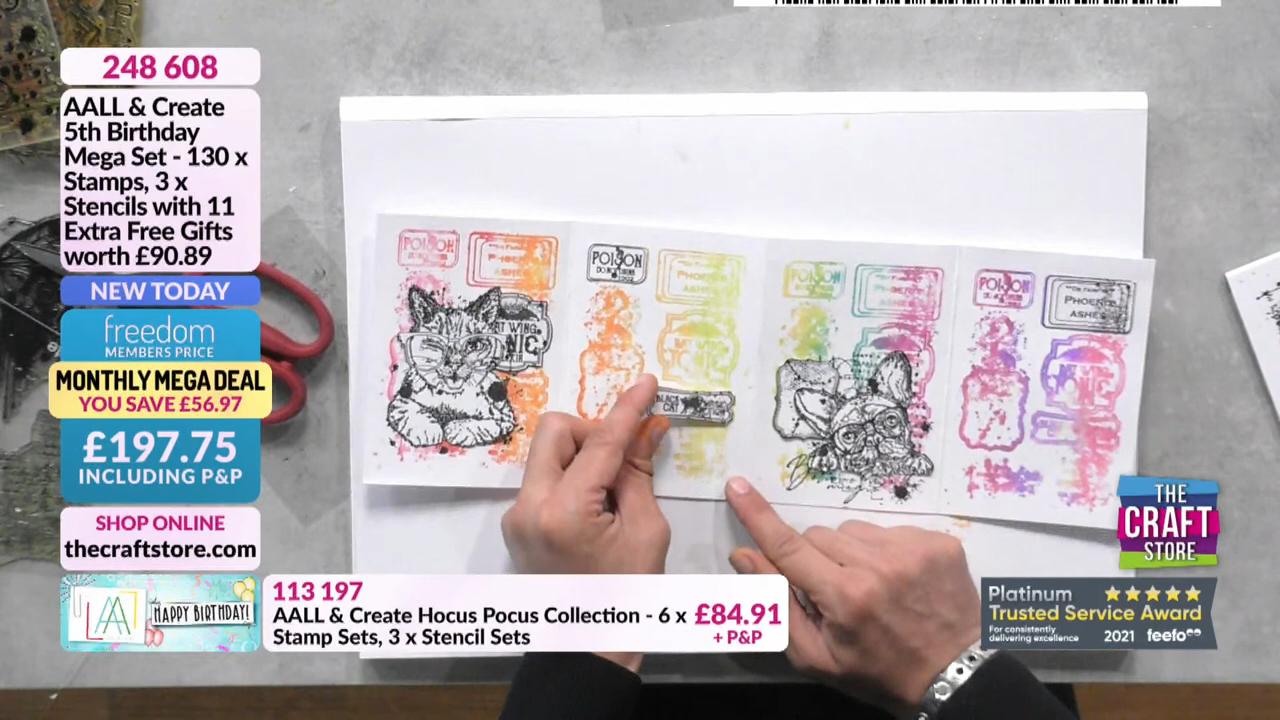 248 608
AALL & Create
5th Birthday
Mega Set - 130 x
Stamps, 3 x
Stencils with 11
Extra Free Gifts
worth £90.89
NEW TODAY
freedom
MEMBERS PRICE
MONTHLY MEGA DEAL
YOU SAVE £56.97
£197.75
INCLUDING P&P
SHOP ONLINE
thecraftstore.com
HAPPY BIRTHDAY!
113 197
AALL & Create Hocus Pocus Collection - 6 x
Stamp Sets, 3 x Stencil Sets
£84.91
+ P&P
POISON
PHOENIX
ASHES
POISON
PHOENIX
ASHES
BLACK
CAT
POISON
PHOENIX
ASHES
POISON
PHOENIX
ASHES
TONIC
THE
CRAFT
STORE
Platinum
Trusted Service Award
For consistently
delivering excellence
2021 feefo